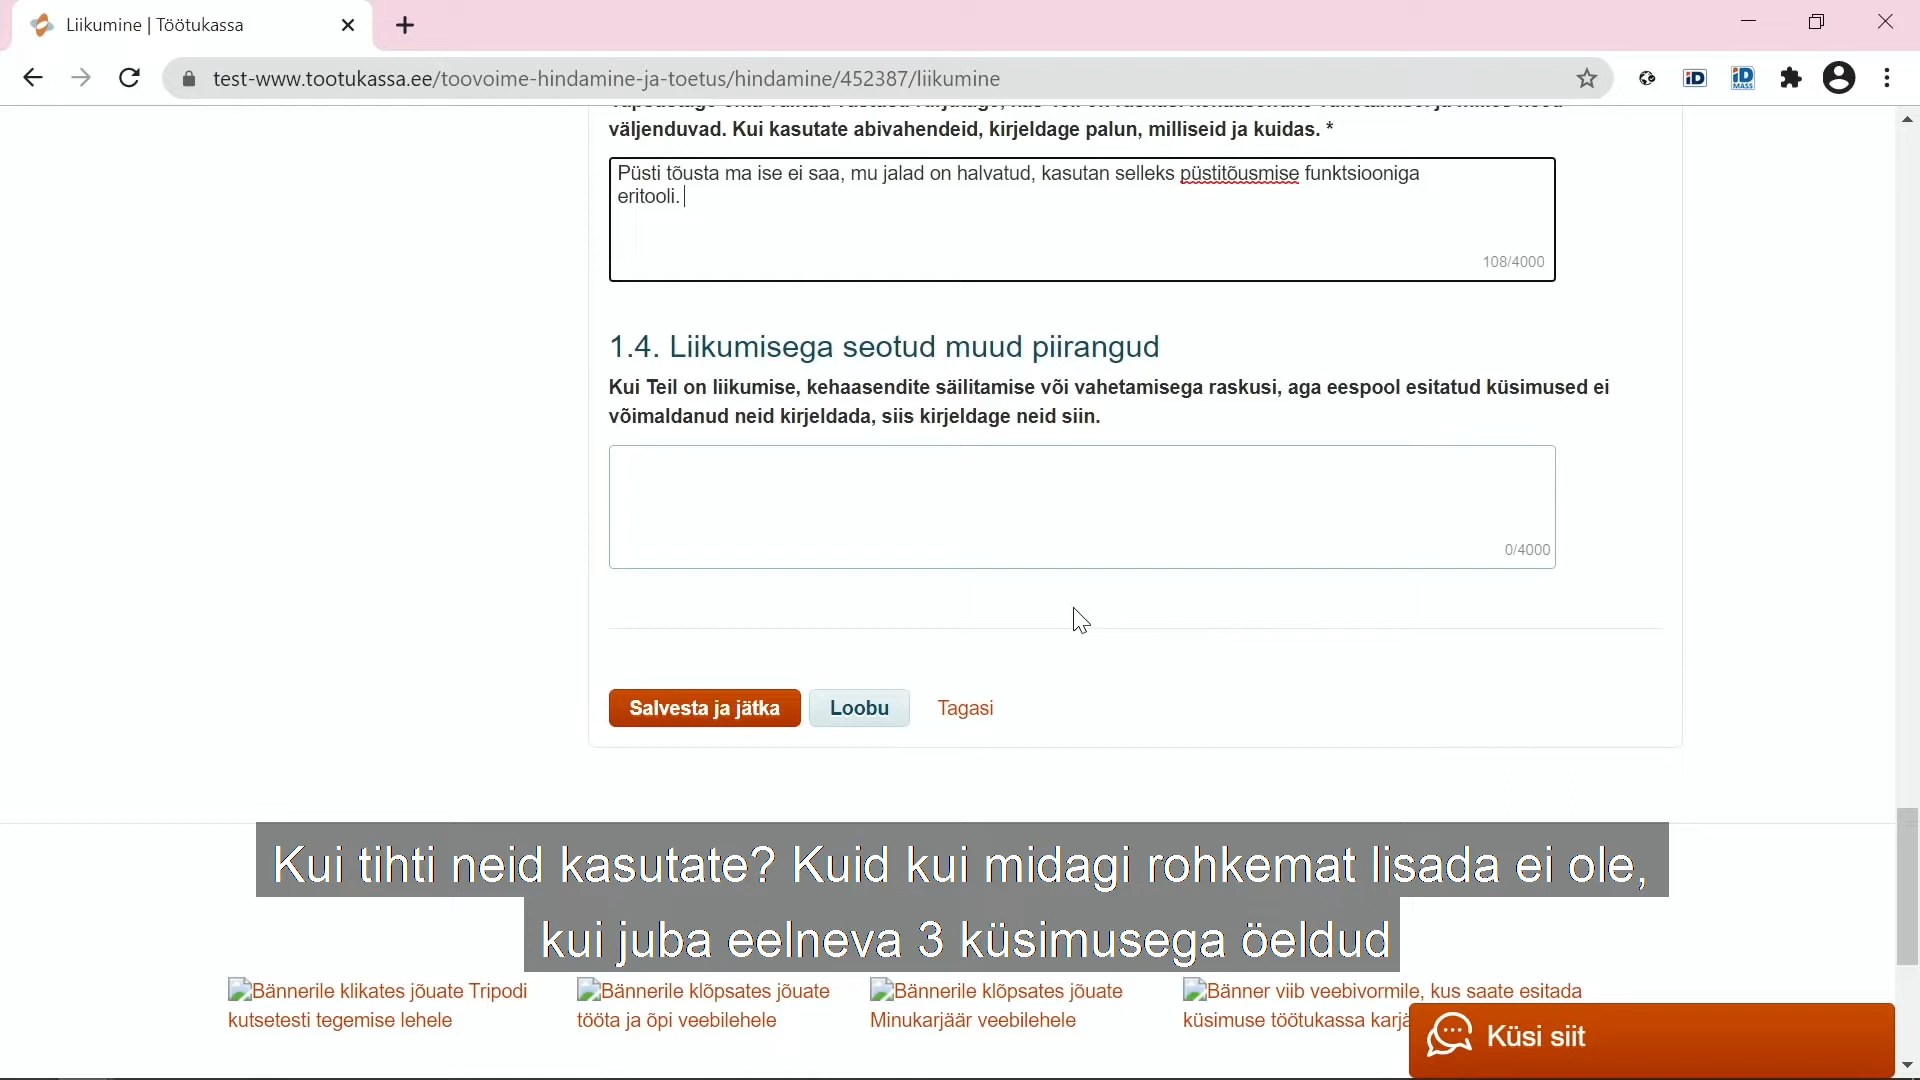 Liikumine | Töötukassa
test-www.tootukassa.ee/toovoime-hindamine-ja-toetus/hindamine/452387/liikumine
iD
iD
MASS
väljenduvad. Kui kasutate abivahendeid, kirjeldage palun, milliseid ja kuidas. *
Püsti tõusta ma ise ei saa, mu jalad on halvatud, kasutan selleks püstitõusmise funktsiooniga
eritooli.
108/4000
1.4. Liikumisega seotud muud piirangud
Kui Teil on liikumise, kehaasendite säilitamise või vahetamisega raskusi, aga eespool esitatud küsimused ei
võimaldanud neid kirjeldada, siis kirjeldage neid siin.
0/4000
Salvesta ja jätka
Loobu
Tagasi
Kui tihti neid kasutate? Kuid kui midagi rohkemat lisada ei ole,
kui juba eelneva 3 küsimusega öeldud
Bännerile klikates jõuate Tripodi
kutsetesti tegemise lehele
Bännerile klõpsates jõuate
tööta ja õpi veebilehele
Bännerile klõpsates jõuate
Minukarjäär veebilehele
Bänner viib veebivormile, kus saate esitada
küsimuse töötukassa karjä
Küsi siit